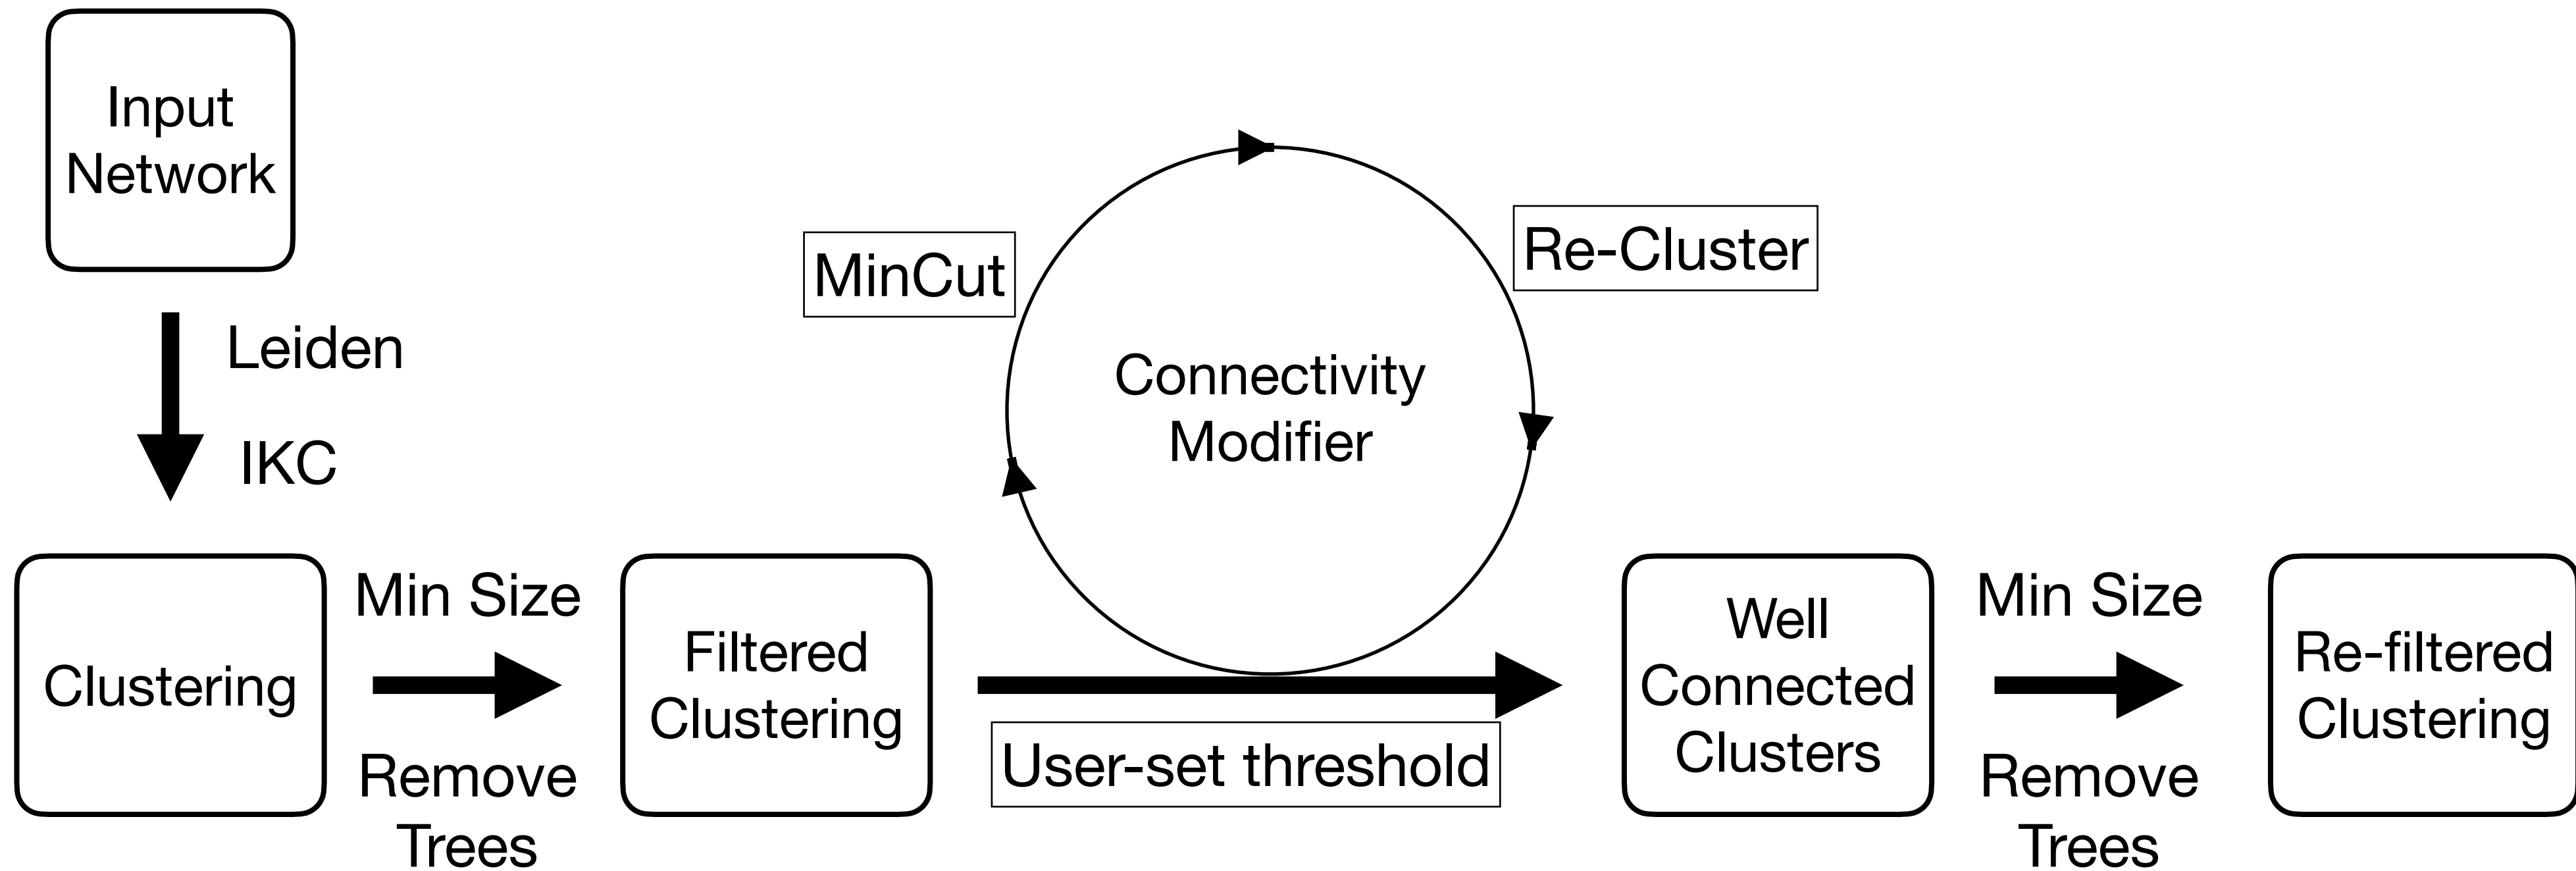 Input
Network
Leiden
IKC
MinCut
Re-Cluster
Connectivity
Modifier
Clustering
Min Size
Remove
Trees
Filtered
Clustering
User-set threshold
Well
Connected
Clusters
Min Size
Remove
Trees
Re-filtered
Clustering